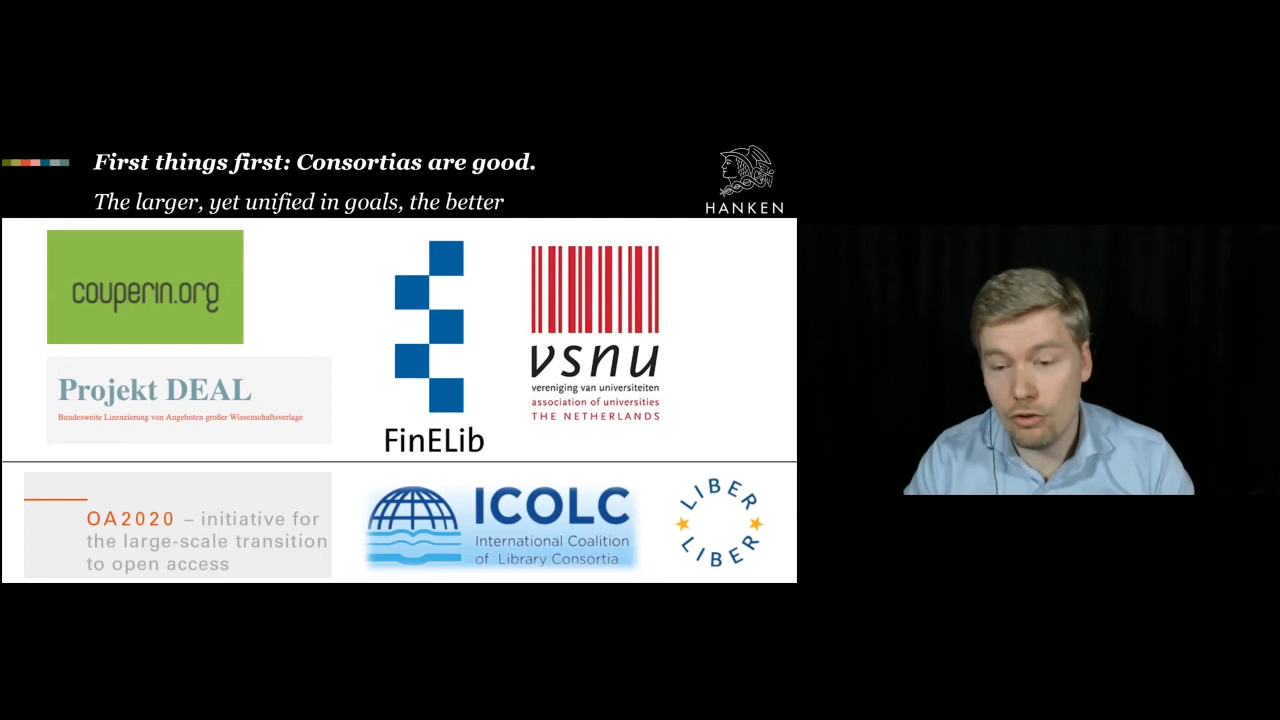 First things first: Consortias are good.
The larger, yet unified in goals, the better
HANKEN
couperin.org
Projekt DEAL
Bundesweite Lizenzierung von Angeboten großer Wissenschaftsverlage
FinELib
vsnu
vereniging van universiteiten
association of universities
THE NETHERLANDS
OA2020 – initiative for
the large-scale transition
to open access
ICOLC
International Coalition
of Library Consortia
LIBER
LIBER